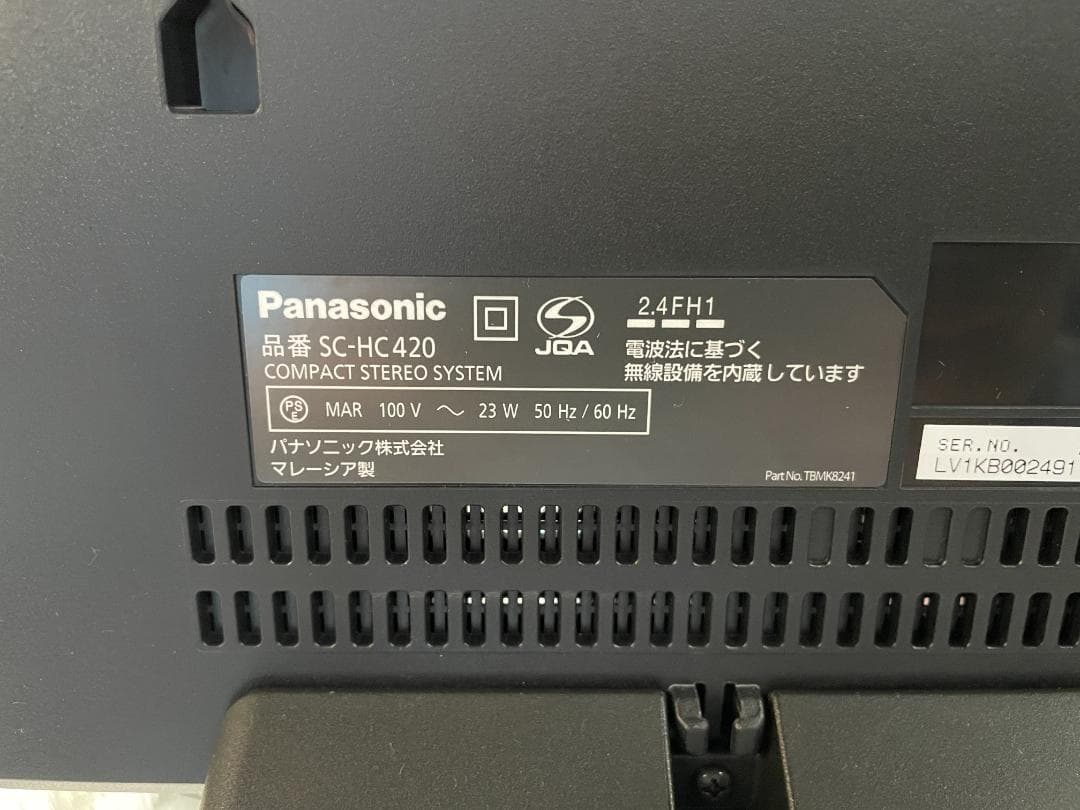 Panasonic
品番 SC-HC420
COMPACT STEREO SYSTEM
PSE MAR 100 V ～ 23 W 50 Hz / 60 Hz
パナソニック株式会社
マレーシア製
JQA
2.4FH1
電波法に基づく
無線設備を内蔵しています
Part No. TBMK8241
SER.NO.
LV1KB002491